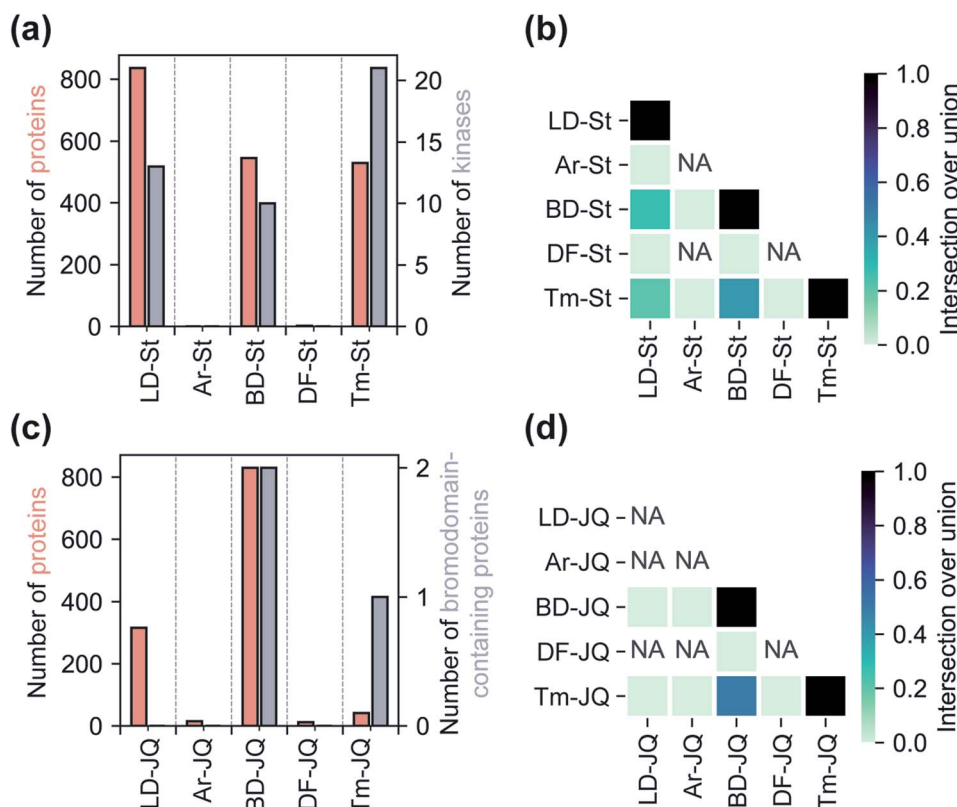 (a)
Number of proteins
800
600
400
200
0
20
15
10
5
0
Number of kinases
LD-St
Ar-St
BD-St
DF-St
Tm-St
(b)
LD-St
Ar-St NA
BD-St
DF-St NA NA
Tm-St
LD-St
Ar-St
BD-St
DF-St
Tm-St
1.0
0.8
0.6
0.4
0.2
0.0
Intersection over union
(c)
Number of proteins
800
600
400
200
0
2
1
0
Number of bromodomain-
containing proteins
LD-JQ
Ar-JQ
BD-JQ
DF-JQ
Tm-JQ
(d)
LD-JQ NA
Ar-JQ NA NA
BD-JQ
DF-JQ NA NA NA
Tm-JQ
LD-JQ
Ar-JQ
BD-JQ
DF-JQ
Tm-JQ
1.0
0.8
0.6
0.4
0.2
0.0
Intersection over union